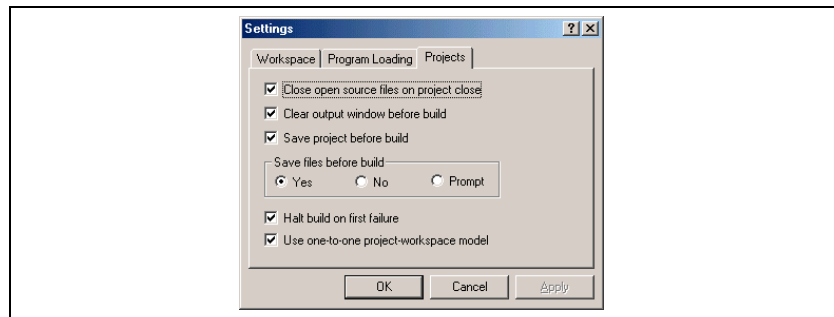 Settings
Workspace Program Loading Projects
Close open source files on project close
Clear output window before build
Save project before build
Save files before build
Yes No Prompt
Halt build on first failure
Use one-to-one project-workspace model
OK Cancel Apply